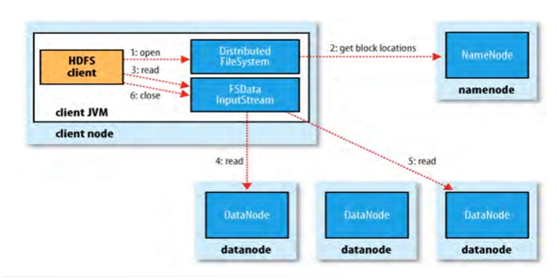 HDFS
client
1: open
3: read
6: close
Distributed
FileSystem
FSData
InputStream
2: get block locations
NameNode
namenode
client JVM
client node
4: read
5: read
DataNode
datanode
DataNode
datanode
DataNode
datanode